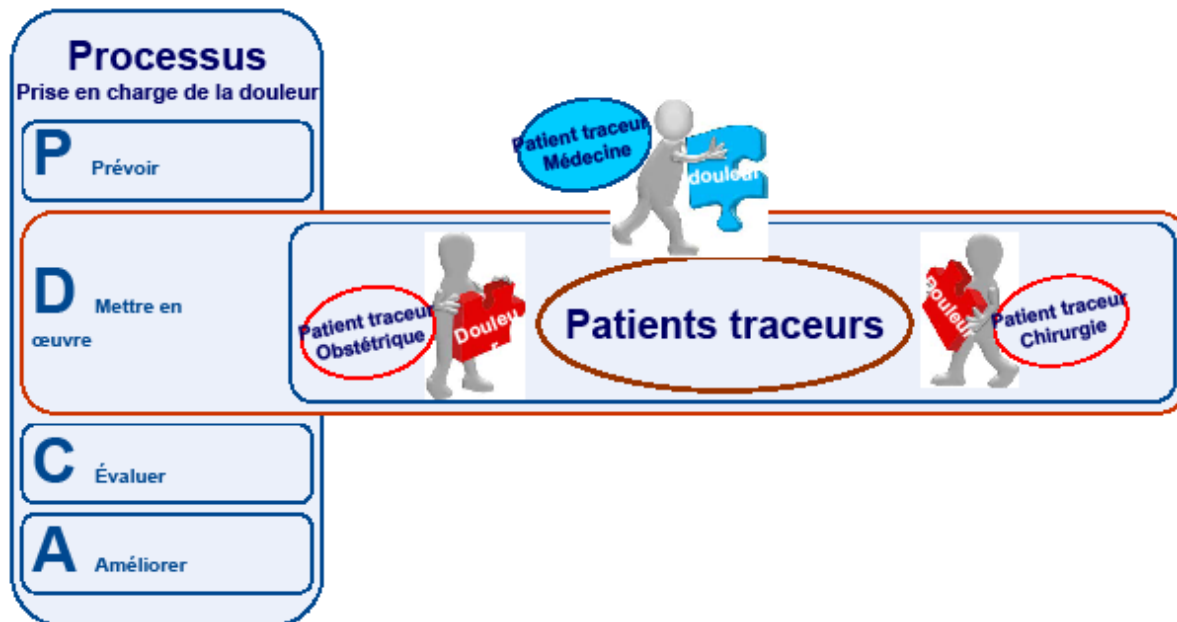 Processus
Prise en charge de la douleur
P Prévoir
Patient traceur
Médecine
douleur
D Mettre en
œuvre
Patient traceur
Obstétrique
Douleu
r
Patients traceurs
Douleur
Patient traceur
Chirurgie
C Évaluer
A Améliorer